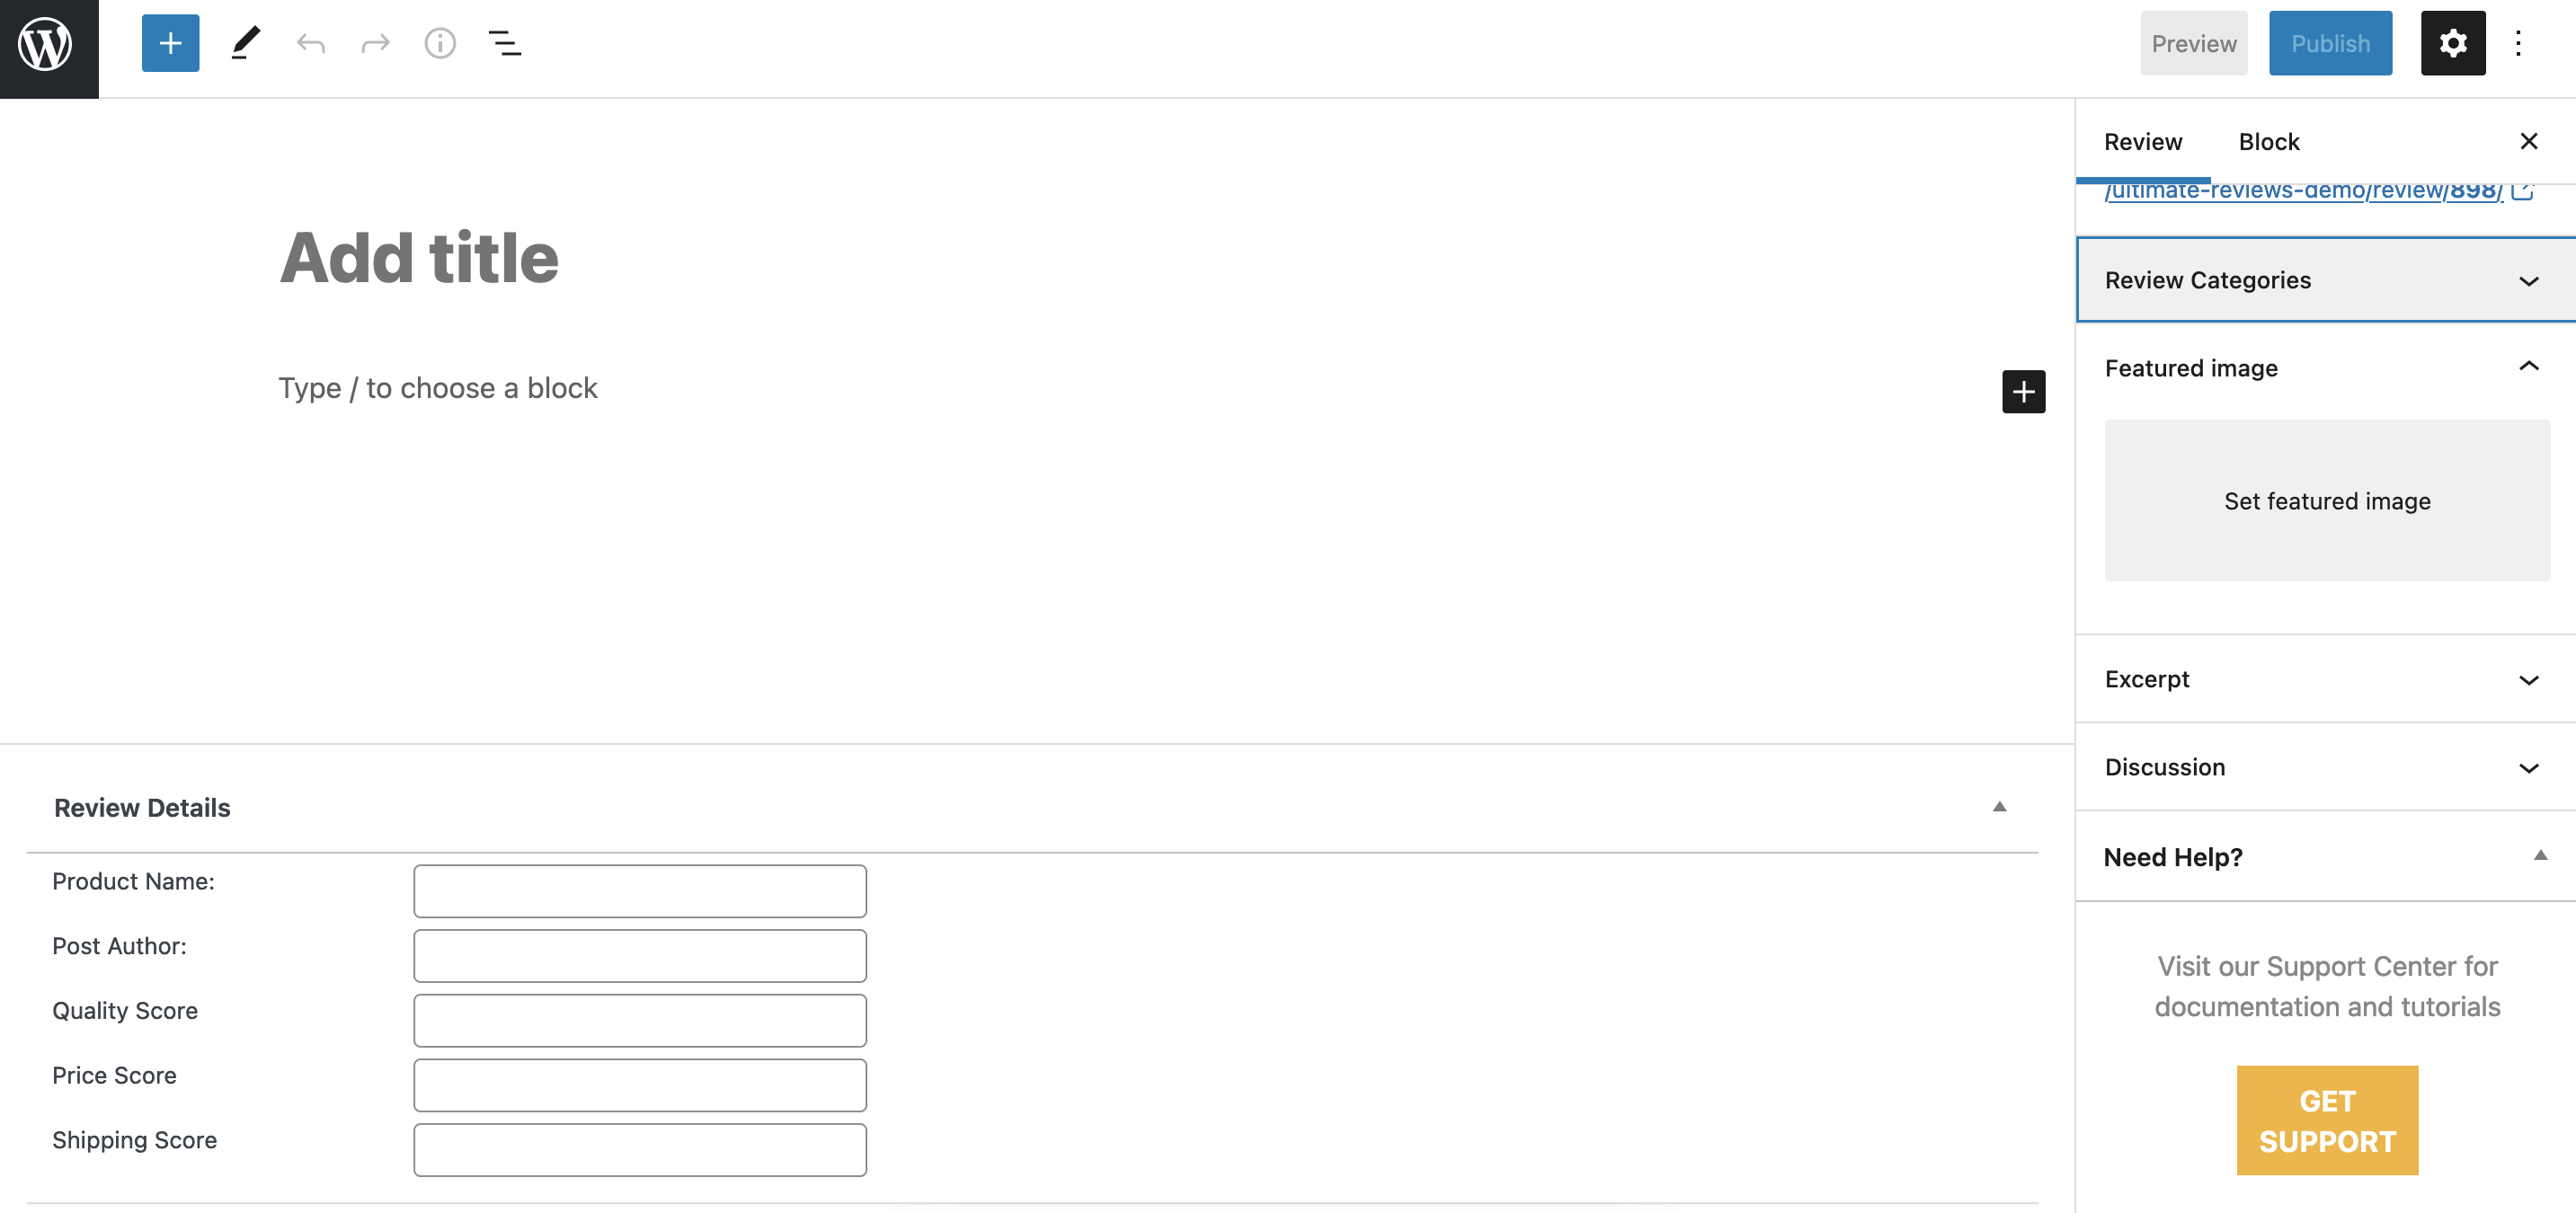 Preview
Publish
Review
Block
/ultimate-reviews-demo/review/898/
Add title
Type / to choose a block
Review Categories
Featured image
Set featured image
Excerpt
Discussion
Need Help?
Visit our Support Center for
documentation and tutorials
GET
SUPPORT
Review Details
Product Name:
Post Author:
Quality Score
Price Score
Shipping Score